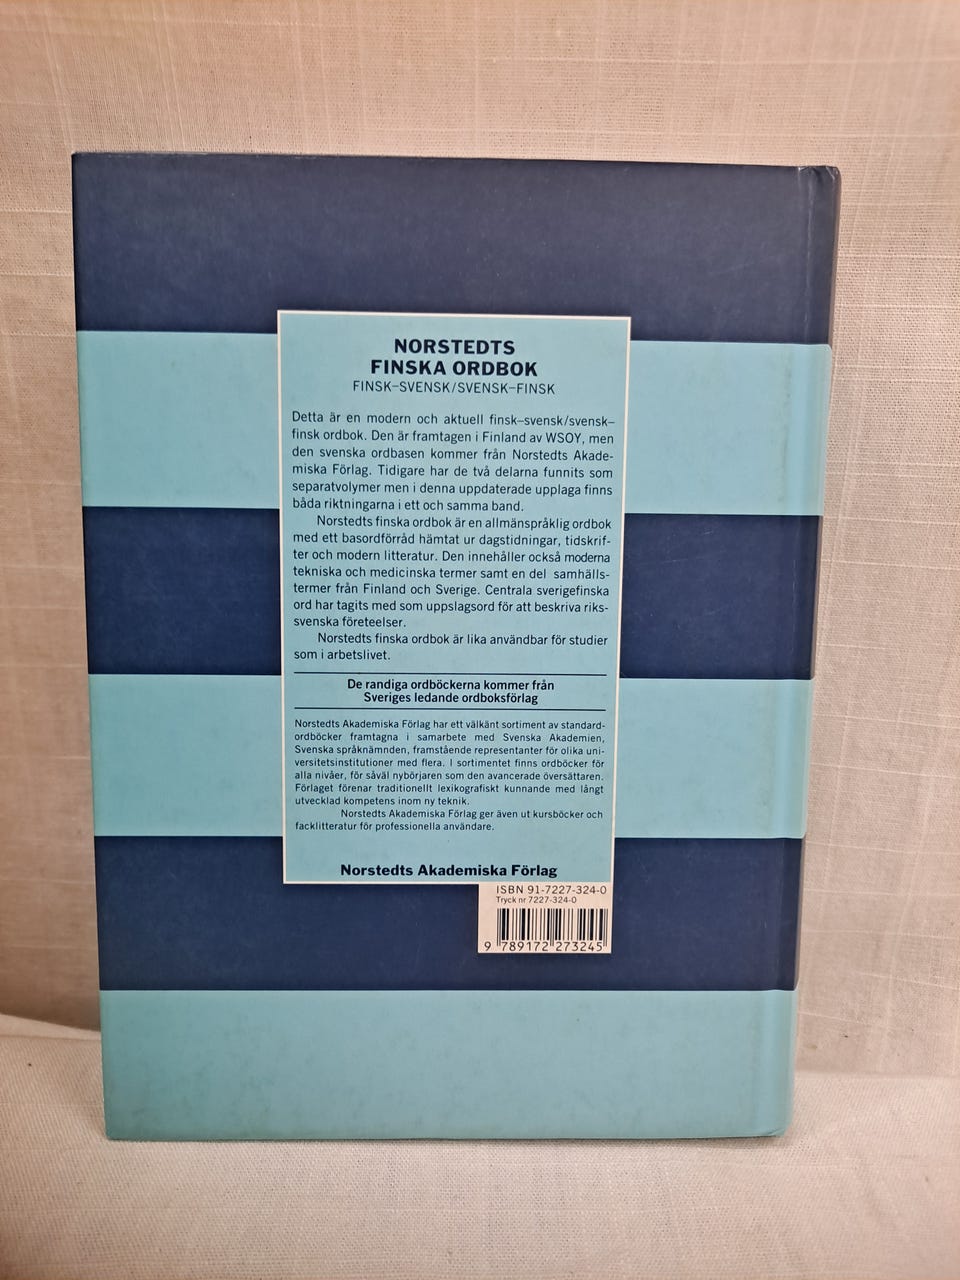 NORSTEDTS
FINSKA ORDBOK
FINSK–SVENSK/SVENSK–FINSK
Detta är en modern och aktuell finsk–svensk/svensk–
finsk ordbok. Den är framtagen i Finland av WSOY, men
den svenska ordbasen kommer från Norstedts Akade-
miska Förlag. Tidigare har de två delarna funnits som
separatvolymer men i denna uppdaterade upplaga finns
båda riktningarna i ett och samma band.
Norstedts finska ordbok är en allmänspråklig ordbok
med ett basordförråd hämtat ur dagstidningar, tidskrif-
ter och modern litteratur. Den innehåller också moderna
tekniska och medicinska termer samt en del samhälls-
termer från Finland och Sverige. Centrala sverigefinska
ord har tagits med som uppslagsord för att beskriva riks-
svenska företeelser.
Norstedts finska ordbok är lika användbar för studier
som i arbetslivet.
De randiga ordböckerna kommer från
Sveriges ledande ordboksförlag
Norstedts Akademiska Förlag har ett välkänt sortiment av standard-
ordböcker framtagna i samarbete med Svenska Akademien,
Svenska språknämnden, framstående representanter för olika uni-
versitetsinstitutioner med flera. I sortimentet finns ordböcker för
alla nivåer, för såväl nybörjaren som den avancerade översättaren.
Förlaget förenar traditionellt lexikografiskt kunnande med långt
utvecklad kompetens inom ny teknik.
Norstedts Akademiska Förlag ger även ut kursböcker och
facklitteratur för professionella användare.
Norstedts Akademiska Förlag
ISBN 91-7227-324-0
Tryck nr 7227-324-0
9 789172 273245